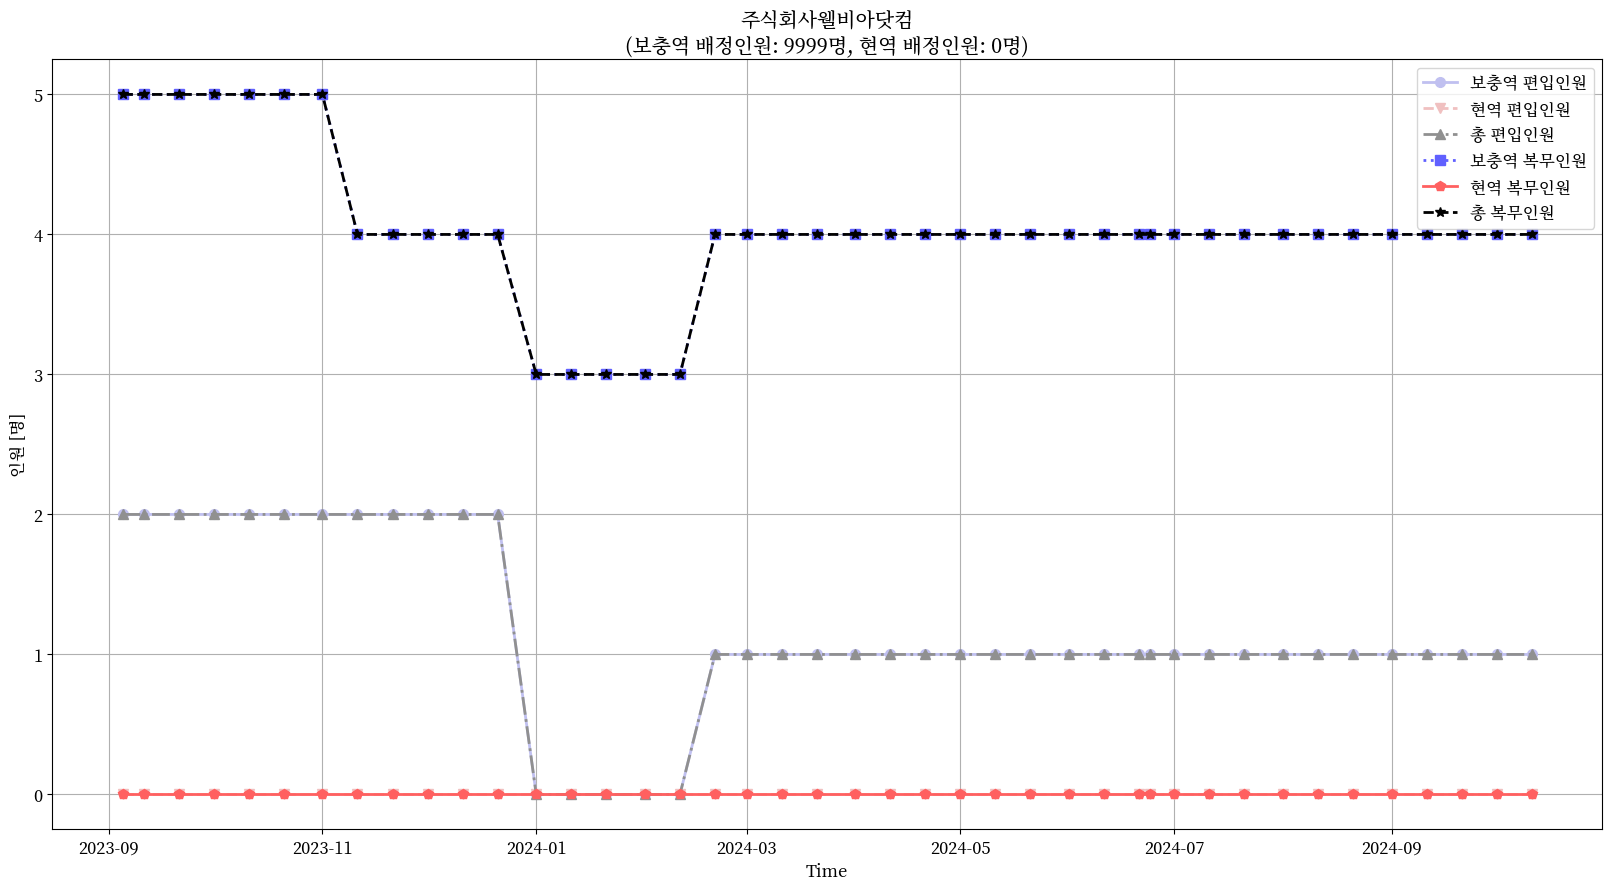 주식회사웰비아닷컴
(보충역 배정인원: 9999명, 현역 배정인원: 0명)
보충역 편입인원
현역 편입인원
총 편입인원
보충역 복무인원
현역 복무인원
총 복무인원
5
4
3
2
1
0
인원 [명]
2023-09
2023-11
2024-01
2024-03
2024-05
2024-07
2024-09
Time